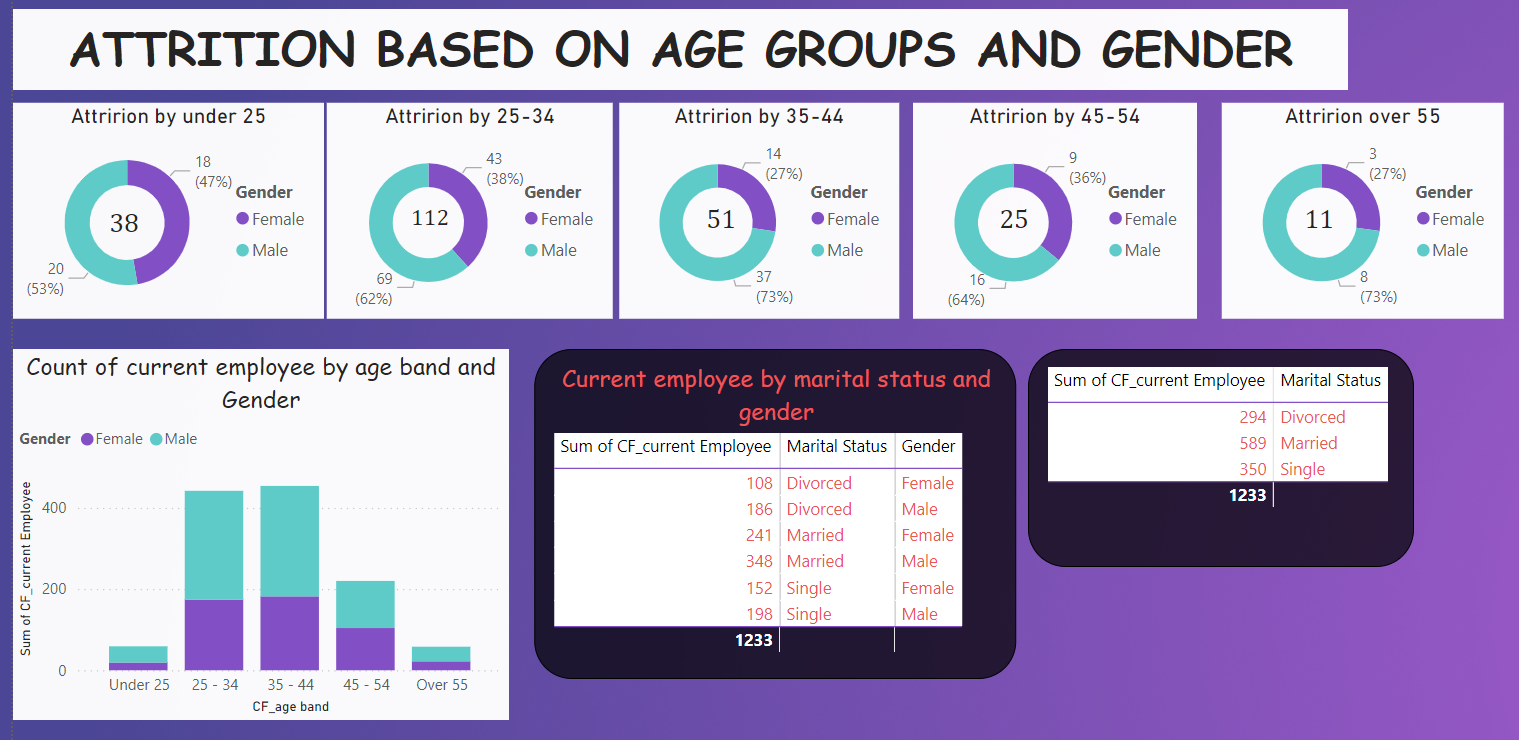 ATTRITION BASED ON AGE GROUPS AND GENDER
Attririon by under 25
18
(47%)
Gender
Female
Male
38
20
(53%)
Attririon by 25-34
43
(38%)
Gender
Female
Male
112
69
(62%)
Attririon by 35-44
14
(27%)
Gender
Female
Male
51
37
(73%)
Attririon by 45-54
9
(36%)
Gender
Female
Male
25
16
(64%)
Attririon over 55
3
(27%)
Gender
Female
Male
11
8
(73%)
Count of current employee by age band and
Gender
Gender Female Male
Sum of CF_current Employee
400
200
0
Under 25 25 - 34 35 - 44 45 - 54 Over 55
CF_age band
Current employee by marital status and
gender
Sum of CF_current Employee Marital Status Gender
108 Divorced Female
186 Divorced Male
241 Married Female
348 Married Male
152 Single Female
198 Single Male
1233
Sum of CF_current Employee Marital Status
294 Divorced
589 Married
350 Single
1233